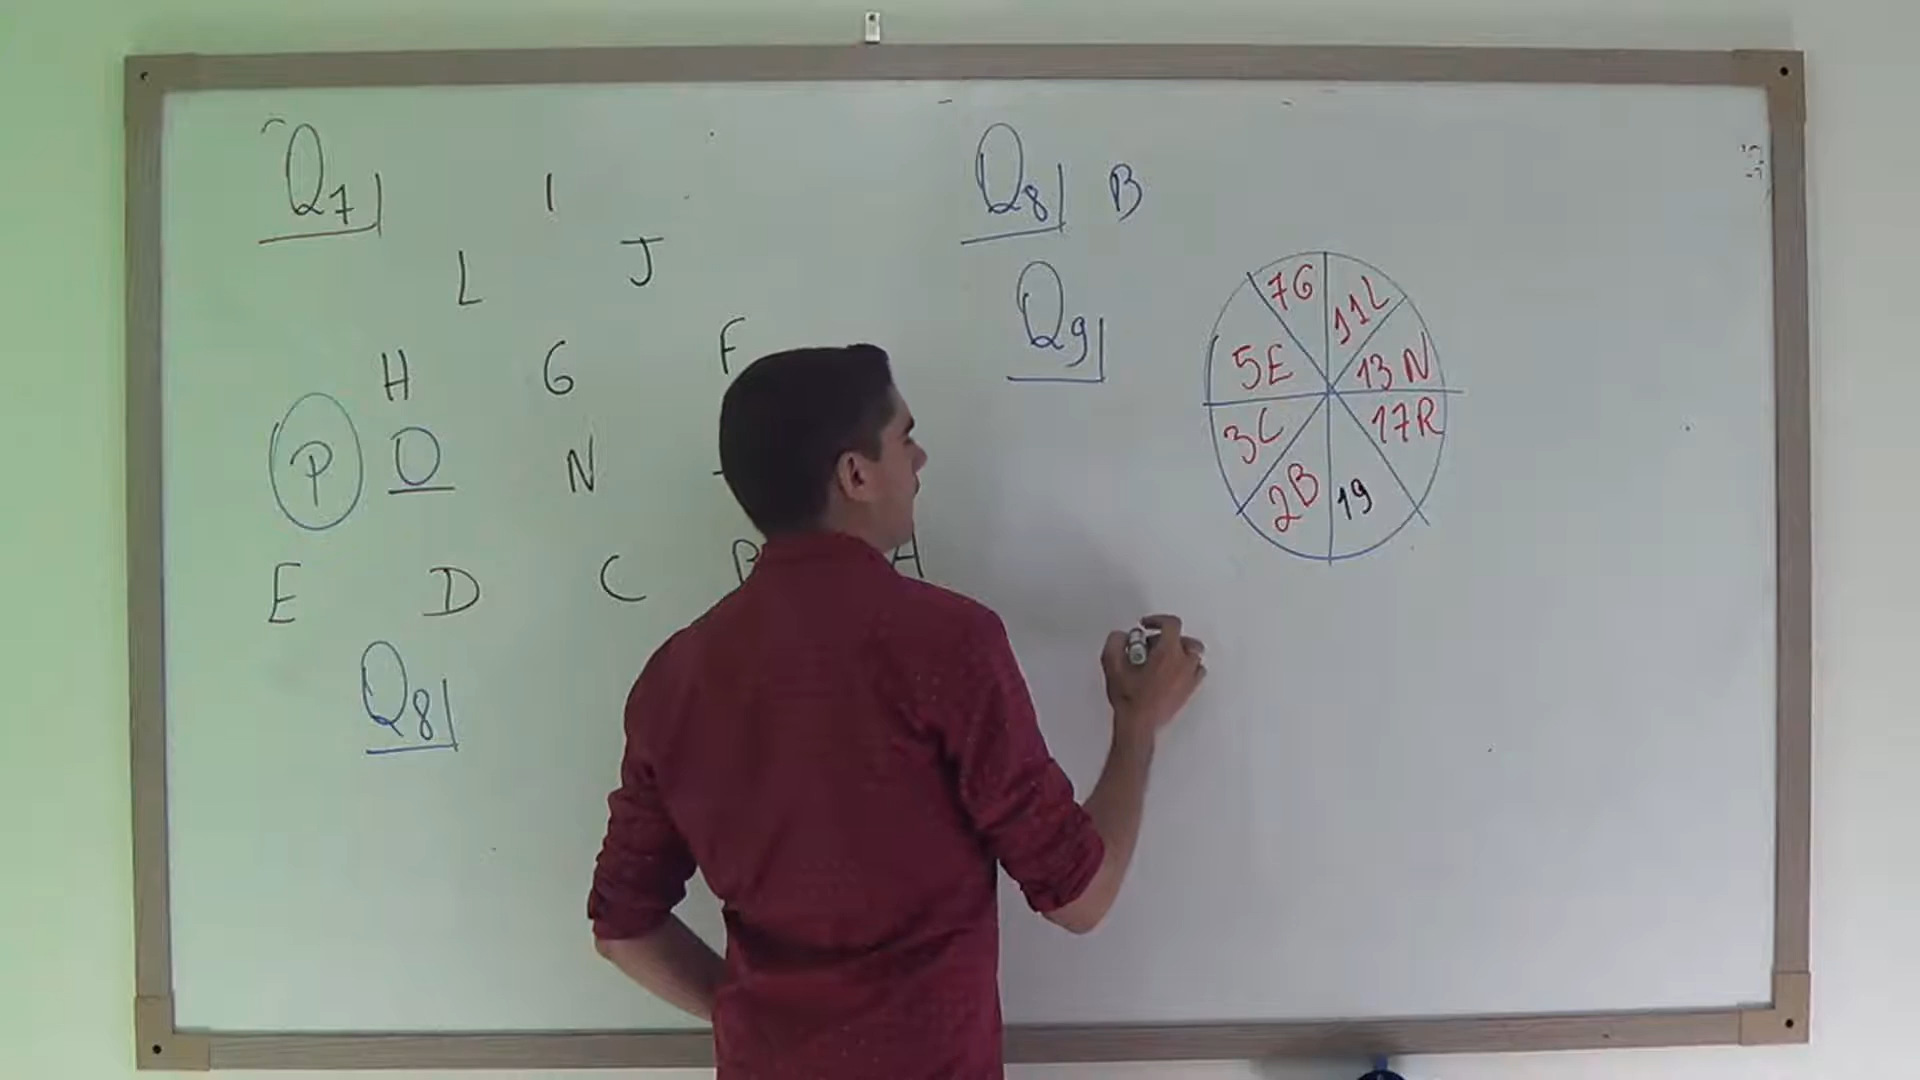 Q7
I
L J
H G F
P O N
E D C B A
Q8
Q8 B
Q9
7G 11L
5E 13N
3C 17R
2B 19